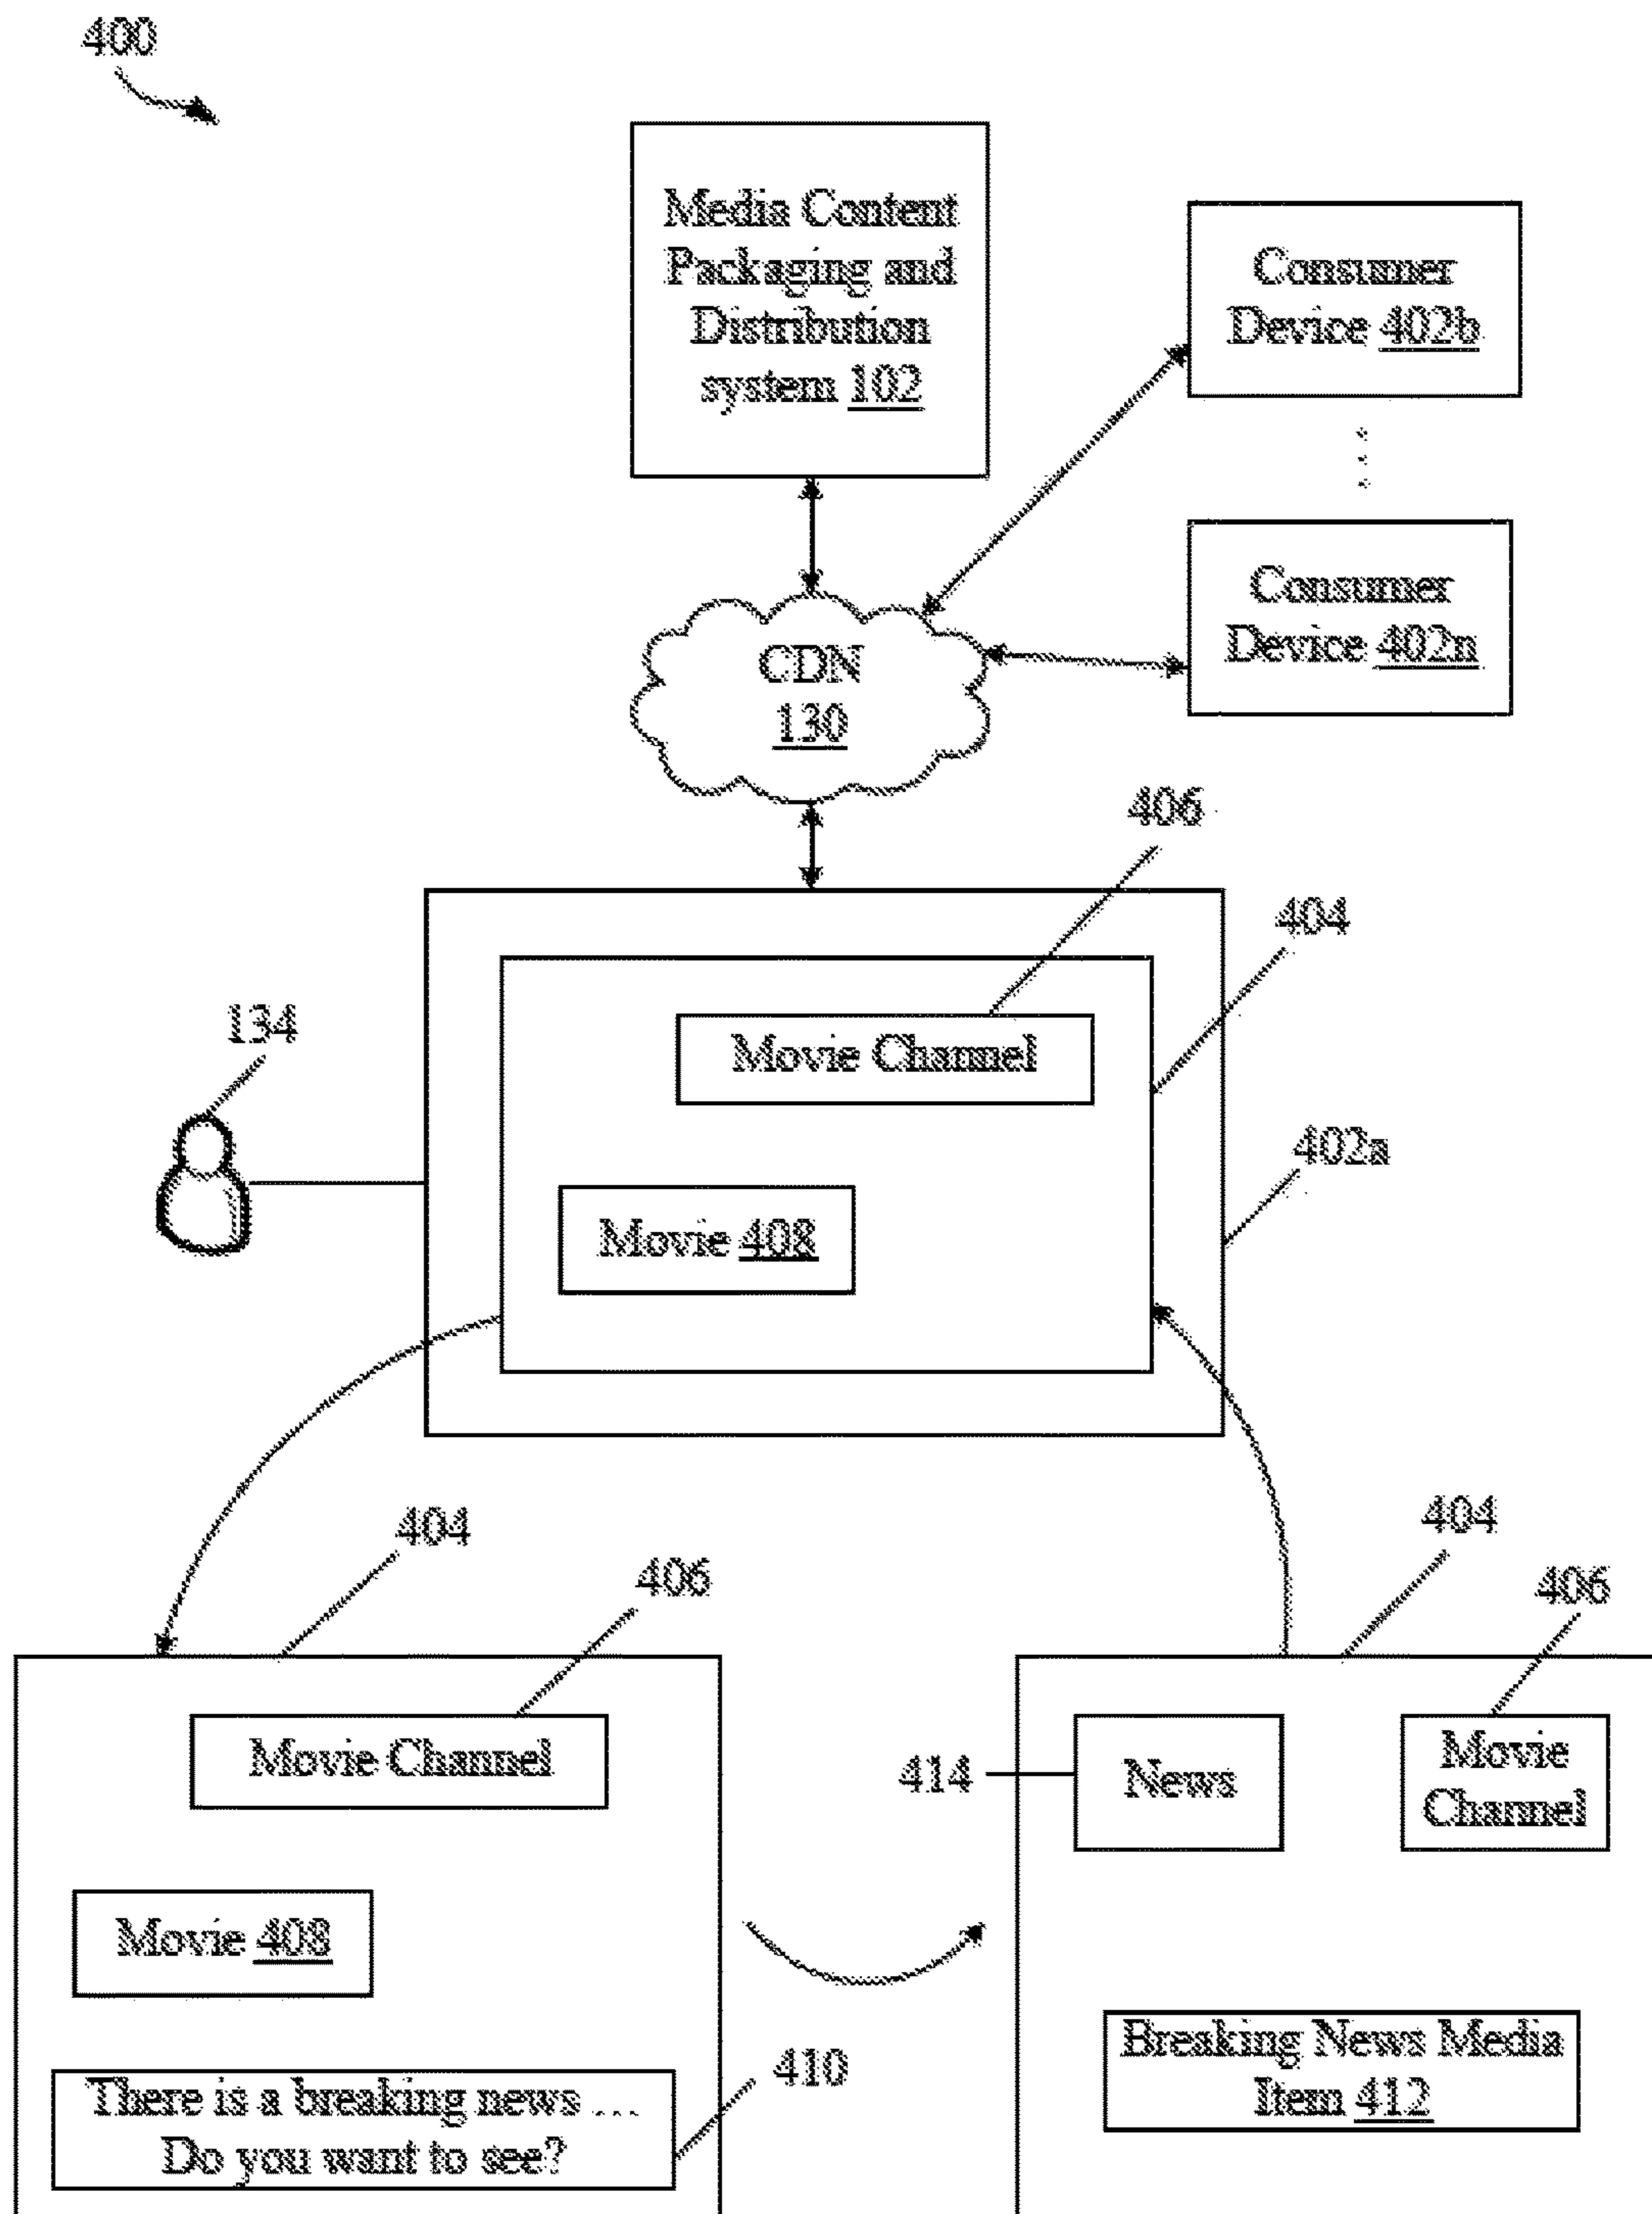 400
Media Content
Packaging and
Distribution
system 102
Consumer
Device 402b
Consumer
Device 402n
CDN
130
406
404
Movie Channel
134
402a
Movie 408
404
406
Movie Channel
Movie 408
There is a breaking news ...
Do you want to see?
410
404
406
414
News
Movie
Channel
Breaking News Media
Item 412